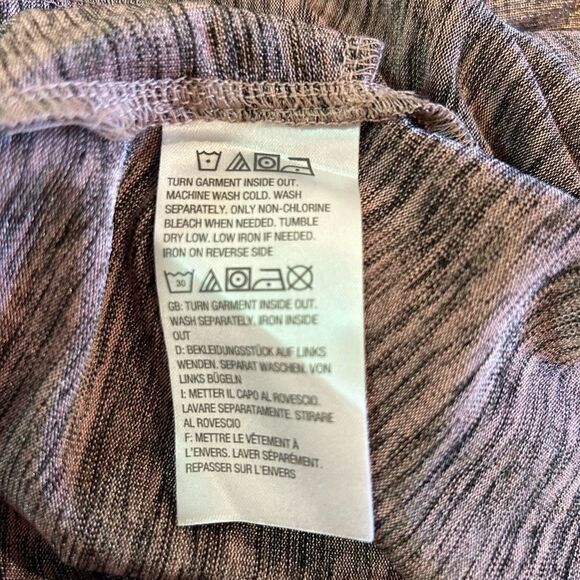 TURN GARMENT INSIDE OUT.
MACHINE WASH COLD. WASH
SEPARATELY. ONLY NON-CHLORINE
BLEACH WHEN NEEDED. TUMBLE
DRY LOW. LOW IRON IF NEEDED.
IRON ON REVERSE SIDE
30
GB: TURN GARMENT INSIDE OUT.
WASH SEPARATELY. IRON INSIDE
OUT
D: BEKLEIDUNGSSTÜCK AUF LINKS
WENDEN. SEPARAT WASCHEN. VON
LINKS BÜGELN
I: METTER IL CAPO AL ROVESCIO.
LAVARE SEPARATAMENTE. STIRARE
AL ROVESCIO
F: METTRE LE VÊTEMENT À
L'ENVERS. LAVER SÉPARÉMENT.
REPASSER SUR L'ENVERS